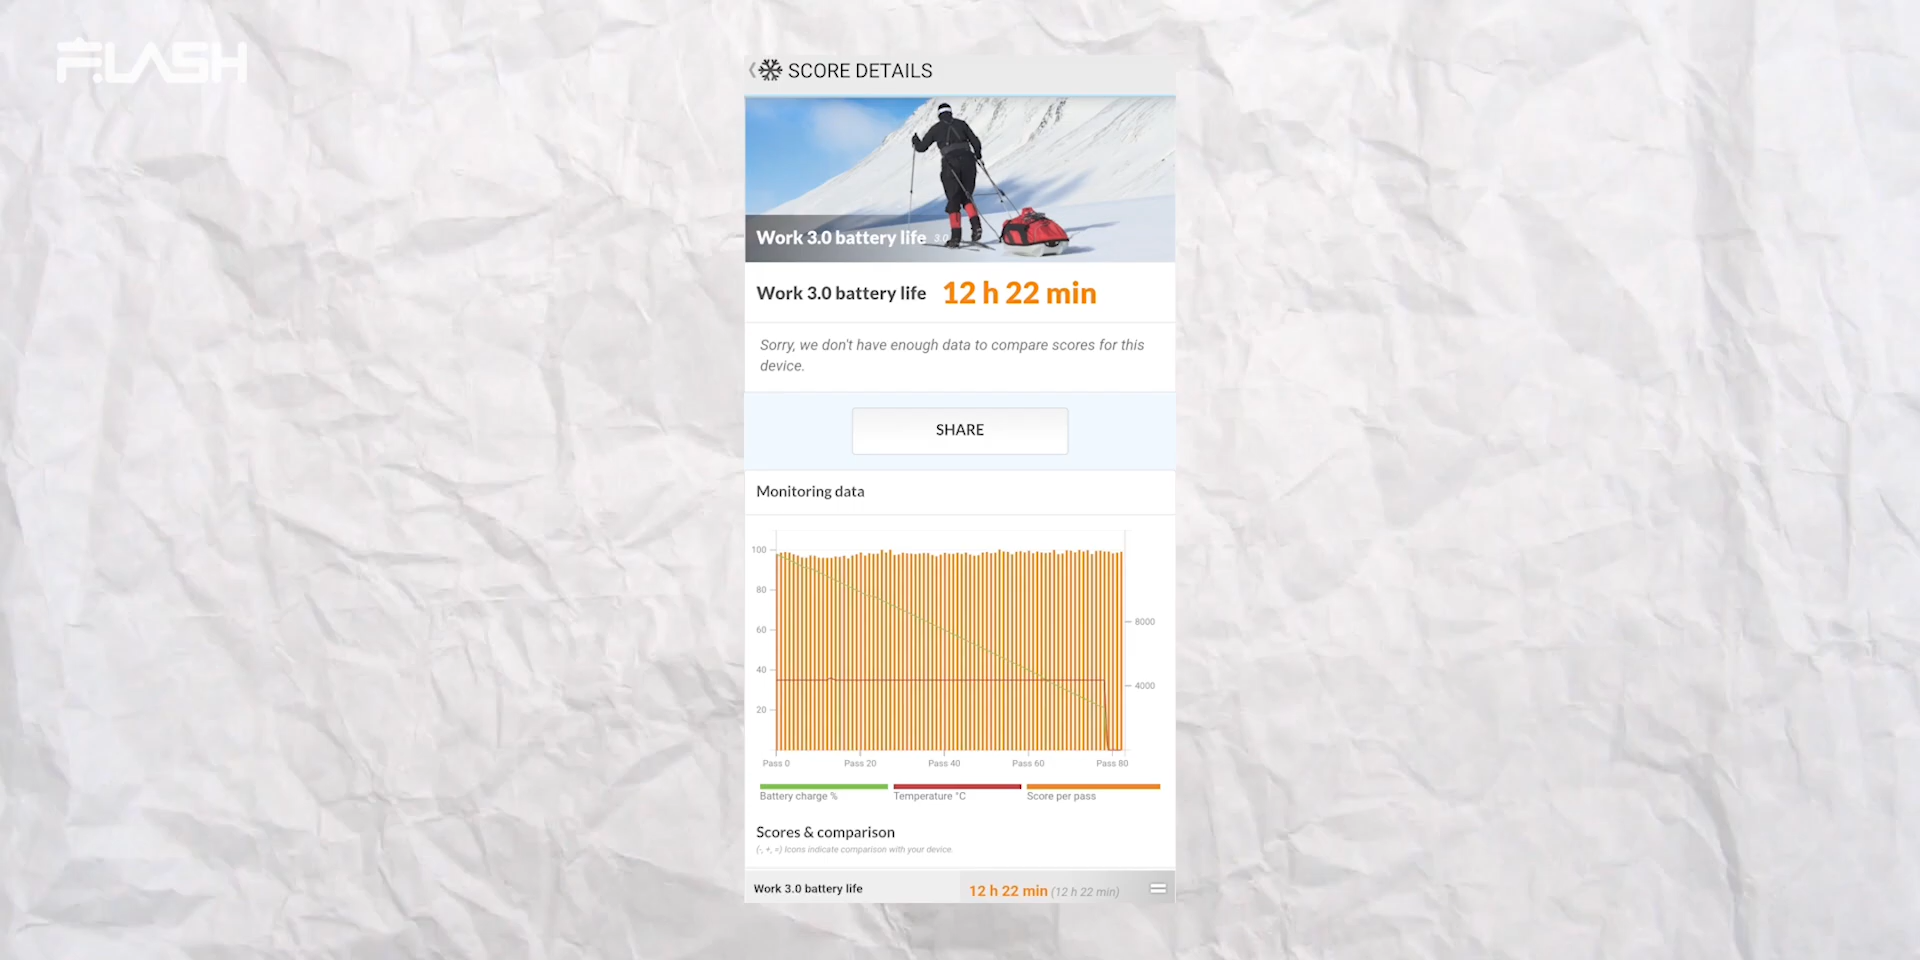 FLASH
SCORE DETAILS
Work 3.0 battery life 3.0
Work 3.0 battery life 12 h 22 min
Sorry, we don't have enough data to compare scores for this
device.
SHARE
Monitoring data
100
80
60
40
20
8000
4000
Pass 0 Pass 20 Pass 40 Pass 60 Pass 80
Battery charge % Temperature °C Score per pass
Scores & comparison
(-, +, =) Icons indicate comparison with your device.
Work 3.0 battery life 12 h 22 min (12 h 22 min)